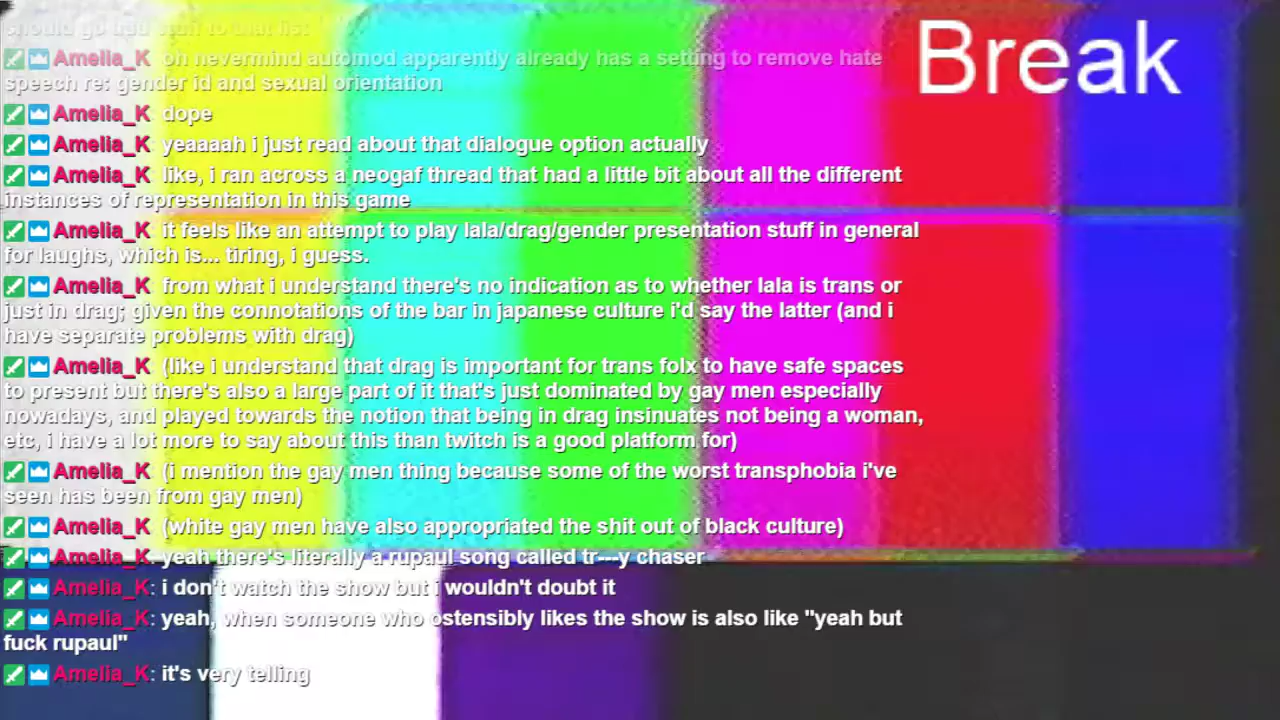 should go add stuff to that list
Break
Amelia_K: oh nevermind automod apparently already has a setting to remove hate
speech re: gender id and sexual orientation
Amelia_K: dope
Amelia_K: yeaaaah i just read about that dialogue option actually
Amelia_K: like, i ran across a neogaf thread that had a little bit about all the different
instances of representation in this game
Amelia_K: it feels like an attempt to play lala/drag/gender presentation stuff in general
for laughs, which is... tiring, i guess.
Amelia_K: from what i understand there's no indication as to whether lala is trans or
just in drag; given the connotations of the bar in japanese culture i'd say the latter (and i
have separate problems with drag)
Amelia_K: (like i understand that drag is important for trans folx to have safe spaces
to present but there's also a large part of it that's just dominated by gay men especially
nowadays, and played towards the notion that being in drag insinuates not being a woman,
etc, i have a lot more to say about this than twitch is a good platform for)
Amelia_K: (i mention the gay men thing because some of the worst transphobia i've
seen has been from gay men)
Amelia_K: (white gay men have also appropriated the shit out of black culture)
Amelia_K: yeah there's literally a rupaul song called tr---y chaser
Amelia_K: i don't watch the show but i wouldn't doubt it
Amelia_K: yeah, when someone who ostensibly likes the show is also like "yeah but
fuck rupaul"
Amelia_K: it's very telling